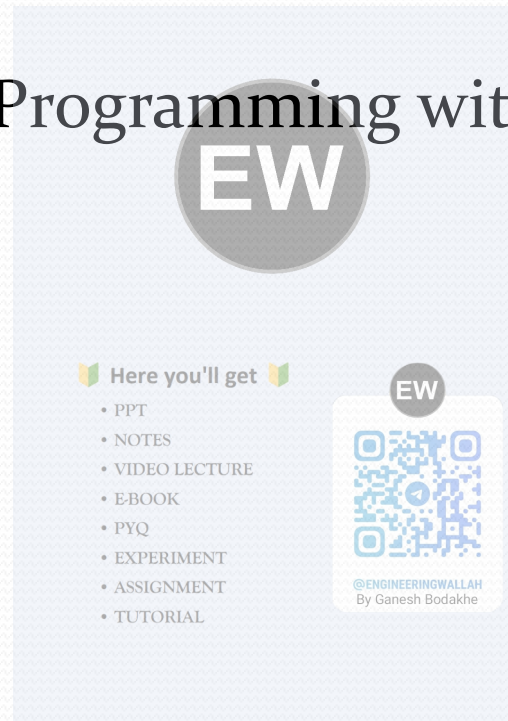 Programming wit
EW
Here you'll get
• PPT
• NOTES
• VIDEO LECTURE
• E-BOOK
• PYQ
• EXPERIMENT
• ASSIGNMENT
• TUTORIAL
EW
@ENGINEERINGWALLAH
By Ganesh Bodakhe